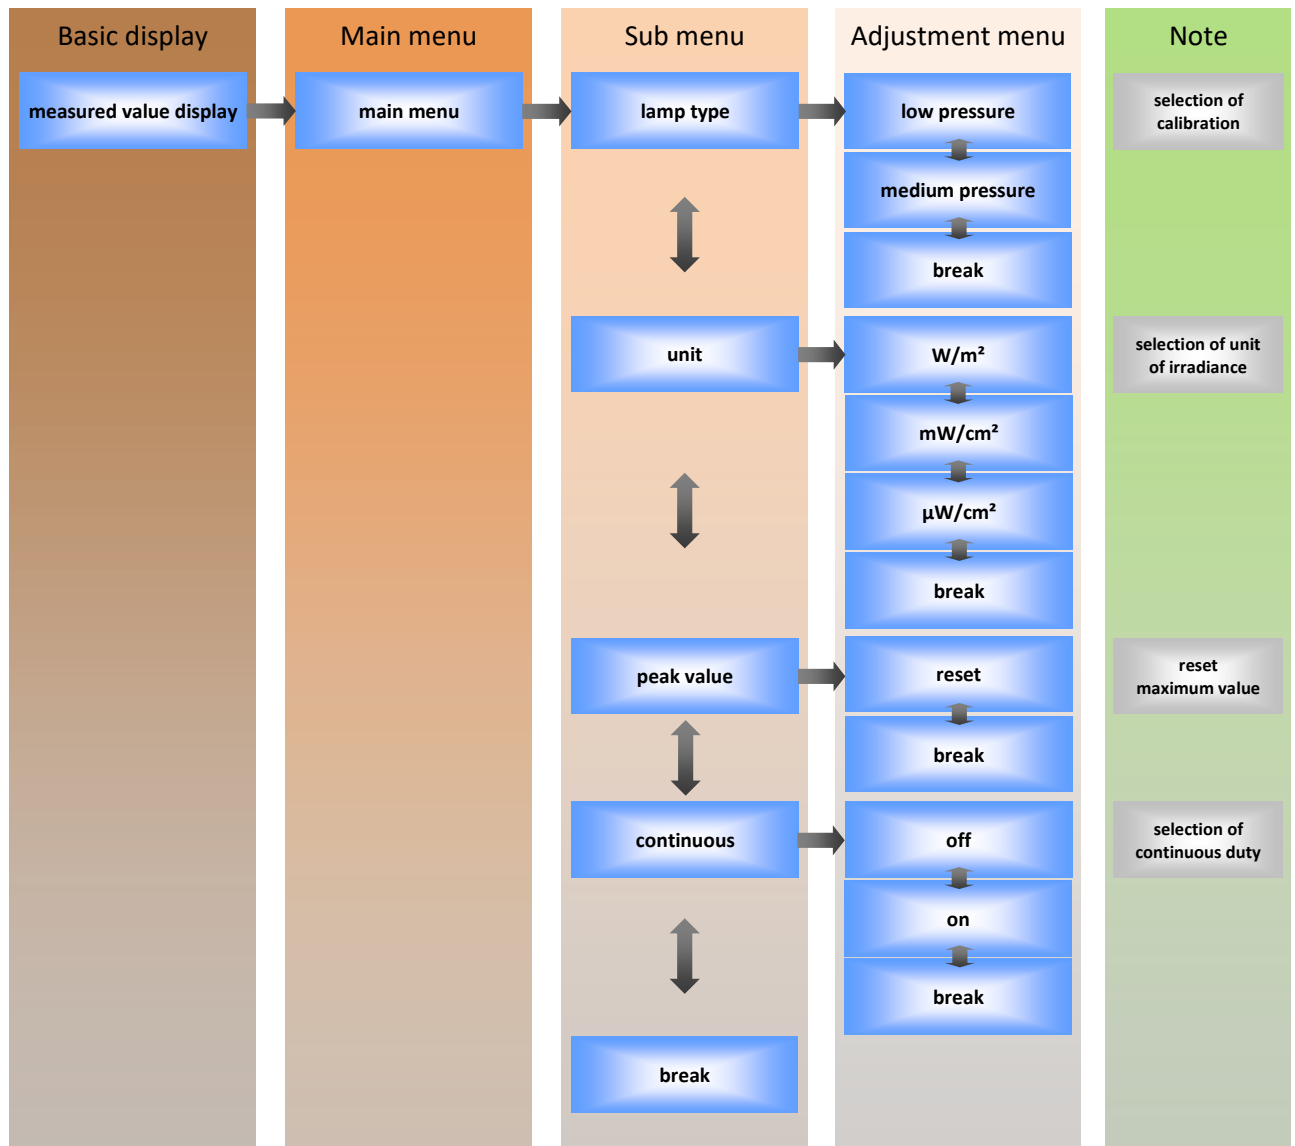 Basic display
Main menu
Sub menu
Adjustment menu
Note
measured value display
main menu
lamp type
low pressure
selection of
calibration
medium pressure
break
unit
W/m²
selection of unit
of irradiance
mW/cm²
µW/cm²
break
peak value
reset
reset
maximum value
break
continuous
off
selection of
continuous duty
on
break
break